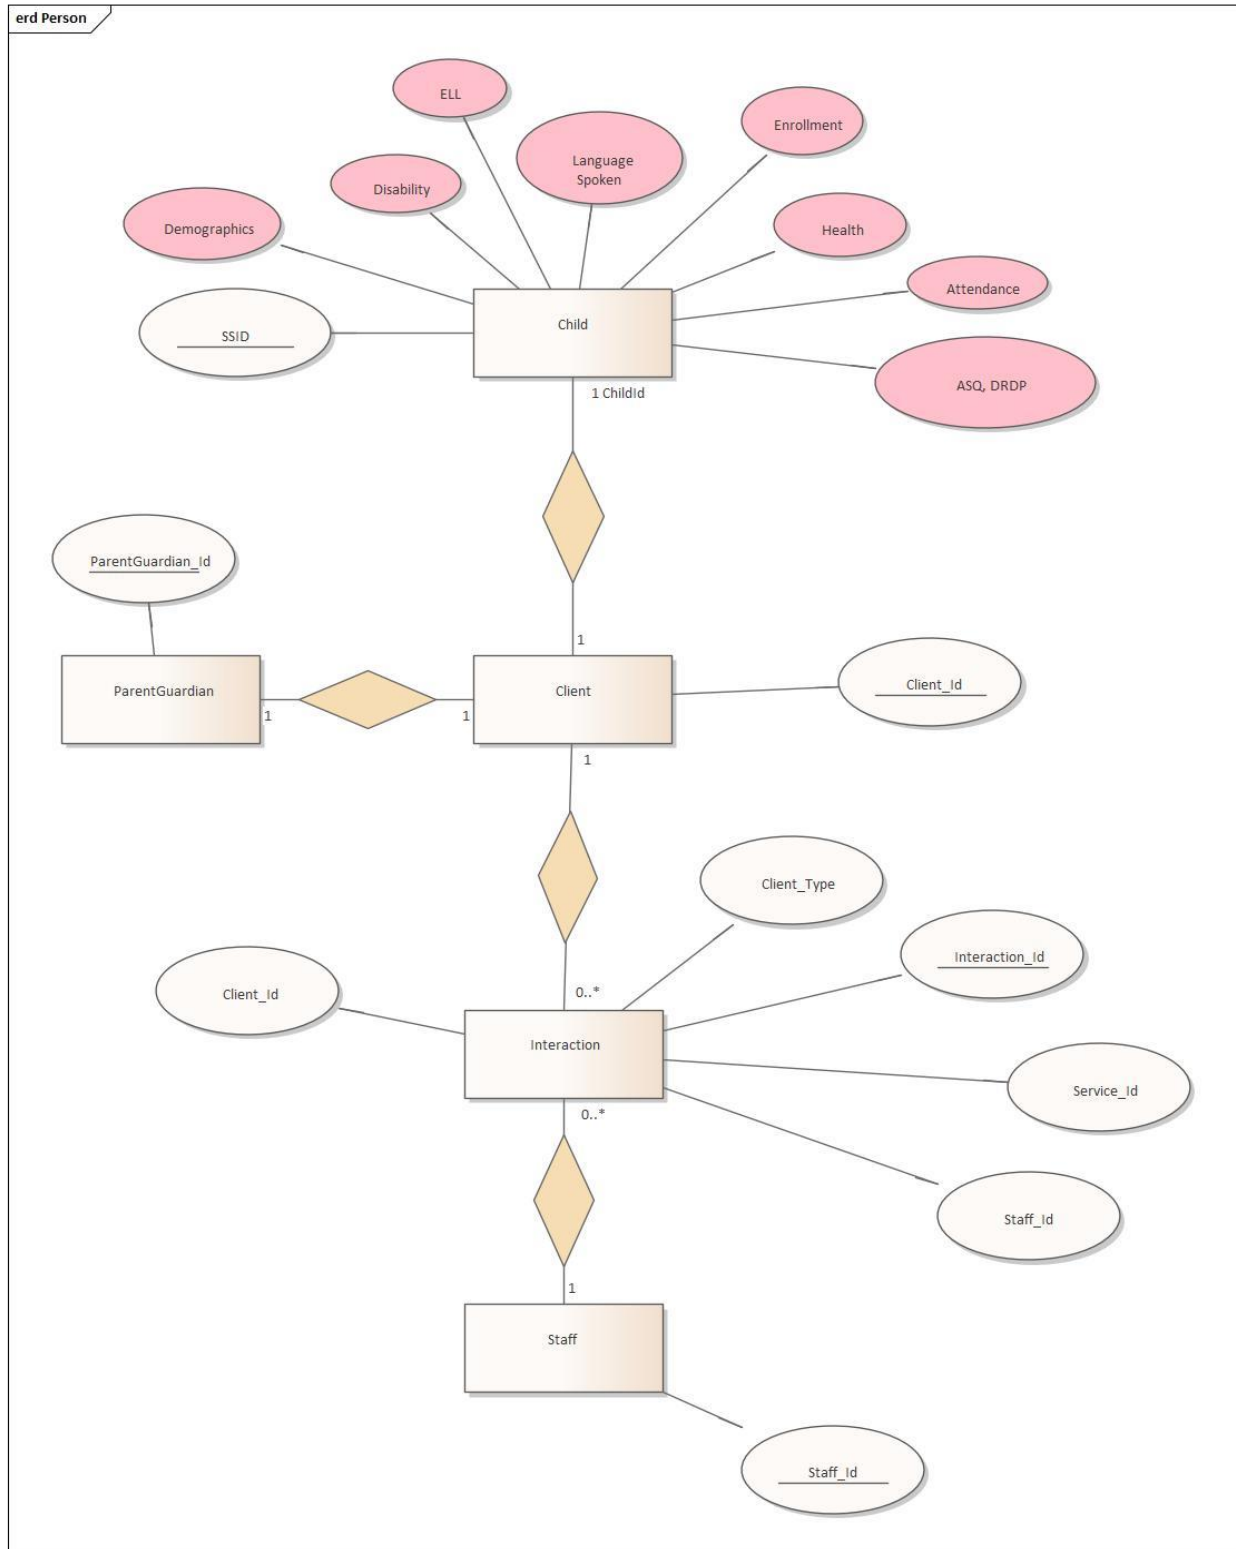 erd Person
ELL
Enrollment
Language
Spoken
Disability
Demographics
Health
Attendance
SSID
Child
ASQ, DRDP
1 ChildId
ParentGuardian_Id
1
ParentGuardian
Client
Client_Id
1
1
1
Client_Type
Interaction_Id
Client_Id
0..*
Interaction
Service_Id
0..*
Staff_Id
1
Staff
Staff_Id